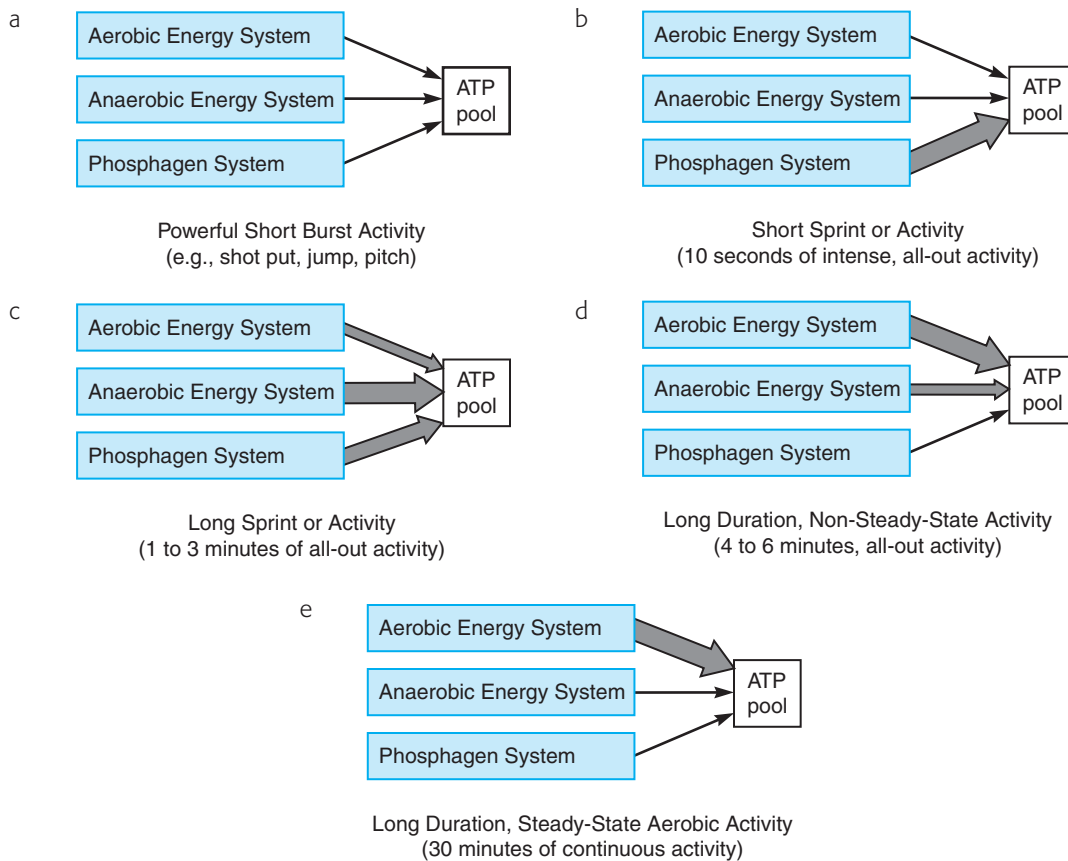 a
Aerobic Energy System
Anaerobic Energy System
Phosphagen System
ATP
pool
Powerful Short Burst Activity
(e.g., shot put, jump, pitch)
b
Aerobic Energy System
Anaerobic Energy System
Phosphagen System
ATP
pool
Short Sprint or Activity
(10 seconds of intense, all-out activity)
c
Aerobic Energy System
Anaerobic Energy System
Phosphagen System
ATP
pool
Long Sprint or Activity
(1 to 3 minutes of all-out activity)
d
Aerobic Energy System
Anaerobic Energy System
Phosphagen System
ATP
pool
Long Duration, Non-Steady-State Activity
(4 to 6 minutes, all-out activity)
e
Aerobic Energy System
Anaerobic Energy System
Phosphagen System
ATP
pool
Long Duration, Steady-State Aerobic Activity
(30 minutes of continuous activity)